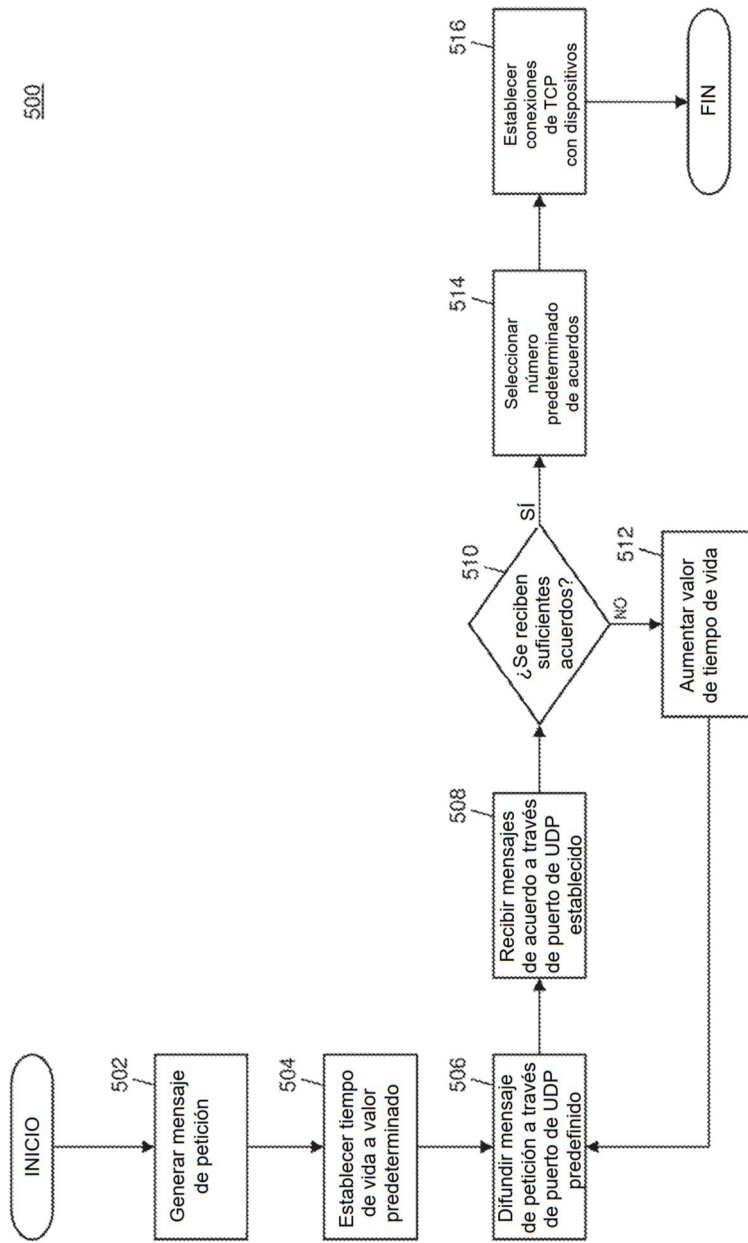 500
INICIO
502
Generar mensaje
de petición
504
Establecer tiempo
de vida a valor
predeterminado
506
Difundir mensaje
de petición a través
de puerto de UDP
predefinido
508
Recibir mensajes
de acuerdo a través
de puerto de UDP
establecido
510
¿Se reciben
suficientes
acuerdos?
SÍ
NO
512
Aumentar valor
de tiempo de vida
514
Seleccionar
número
predeterminado
de acuerdos
516
Establecer
conexiones
de TCP
con dispositivos
FIN